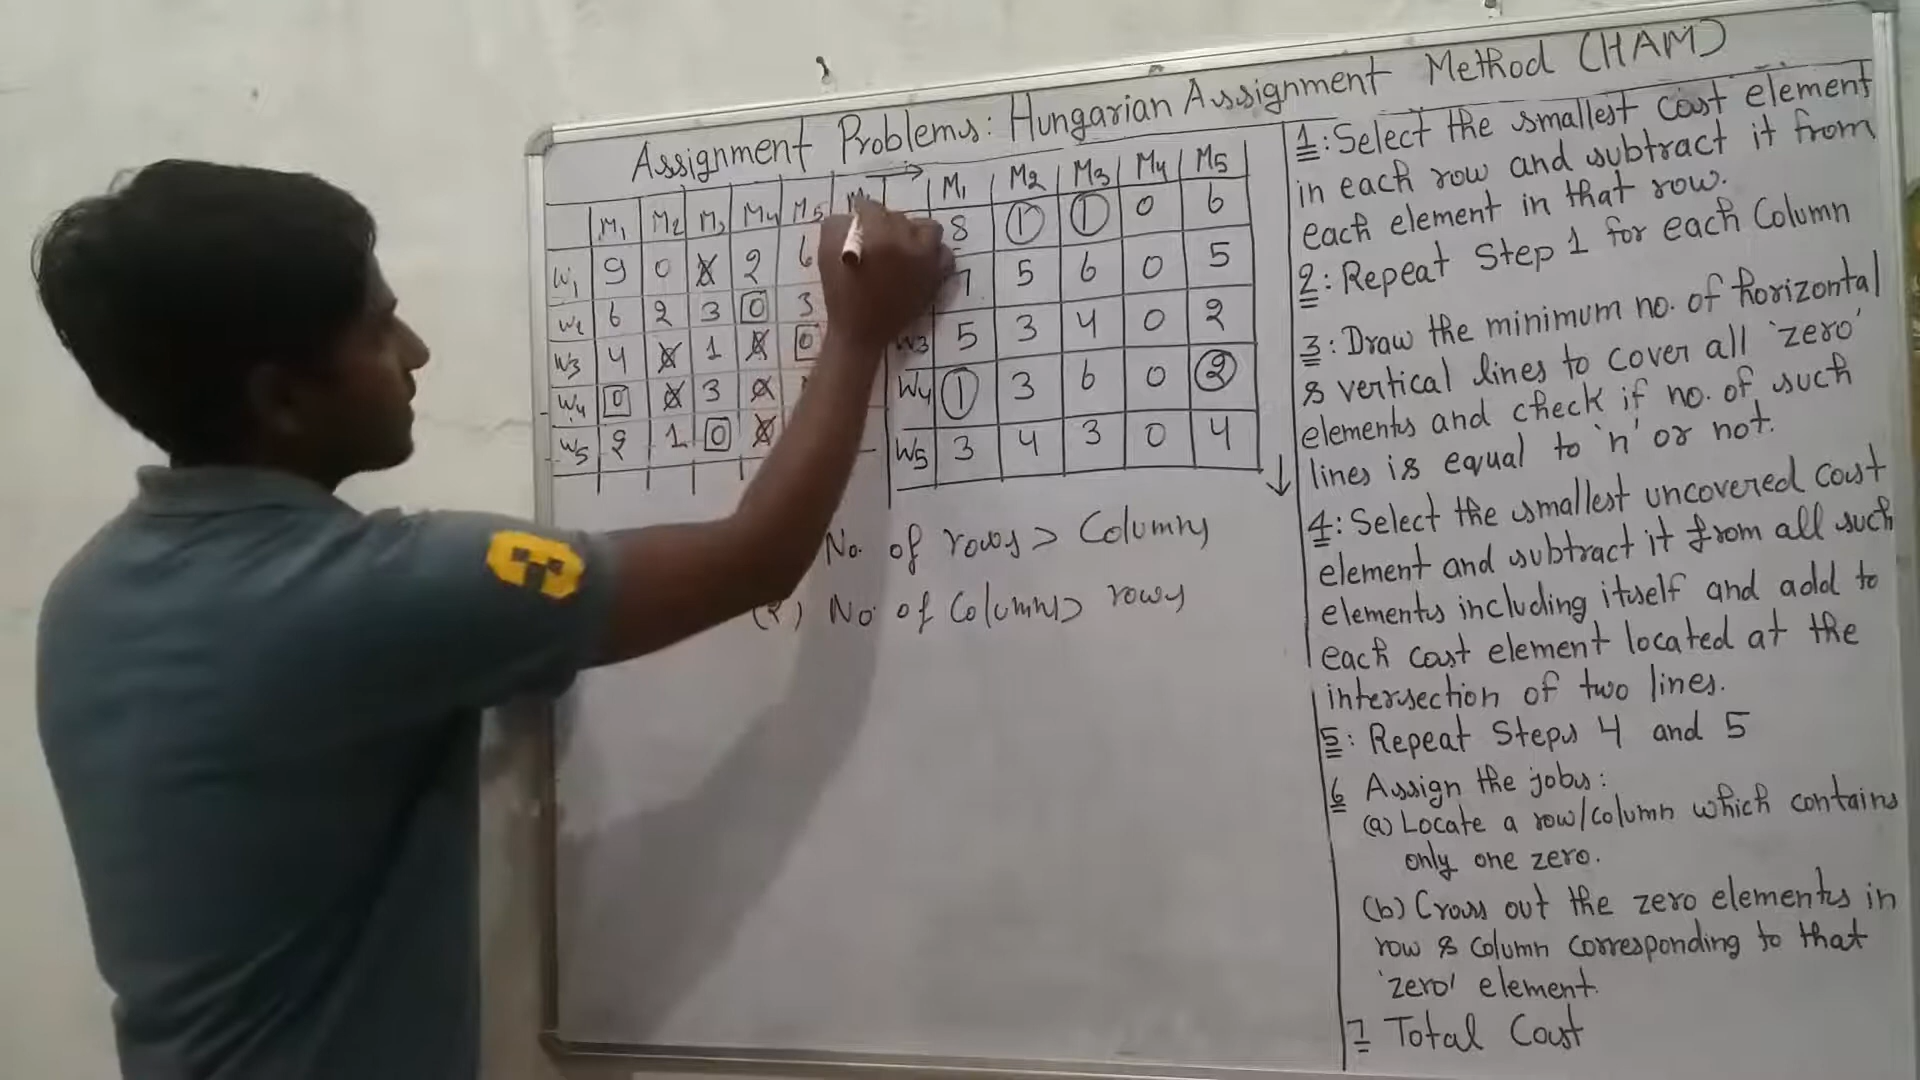 Assignment Problems: Hungarian Assignment Method (HAM)
M1 M2 M3 M4 M5
W1 9 0 0 2 6
W2 6 2 3 0 3
W3 4 0 1 0 0
W4 0 0 3 0
W5 2 1 0 0
M1 M2 M3 M4 M5
8 1 1 0 6
7 5 6 0 5
W3 5 3 4 0 2
W4 1 3 6 0 2
W5 3 4 3 0 4
No. of rows > Columns
(2) No. of Columns > rows
1: Select the smallest cost element
in each row and subtract it from
each element in that row.
2: Repeat Step 1 for each Column
3: Draw the minimum no. of horizontal
& vertical lines to cover all 'zero'
elements and check if no. of such
lines is equal to 'n' or not.
4: Select the smallest uncovered cost
element and subtract it from all such
elements including itself and add to
each cost element located at the
intersection of two lines.
5: Repeat Steps 4 and 5
6 Assign the jobs:
(a) Locate a row/column which contains
only one zero.
(b) Cross out the zero elements in
row & column corresponding to that
'zero' element.
7 Total Cost